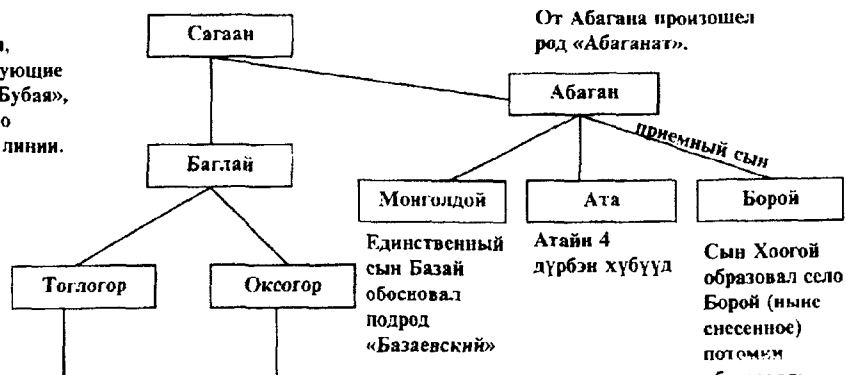 От Абагана произошел
род «Абаганат».
Сагаан
ующие
Бубая»,
о
линии.
Абаган
приемный сын
Баглай
Монголдой
Ата
Борой
Единственный
сын Базай
обосновал
подрод
«Базаевский»
Атайн 4
дүрбэн хүбүүд
Сын Хоогой
образовал село
Борой (ныне
снесенное)
потомки
Тоглогор
Оксогор